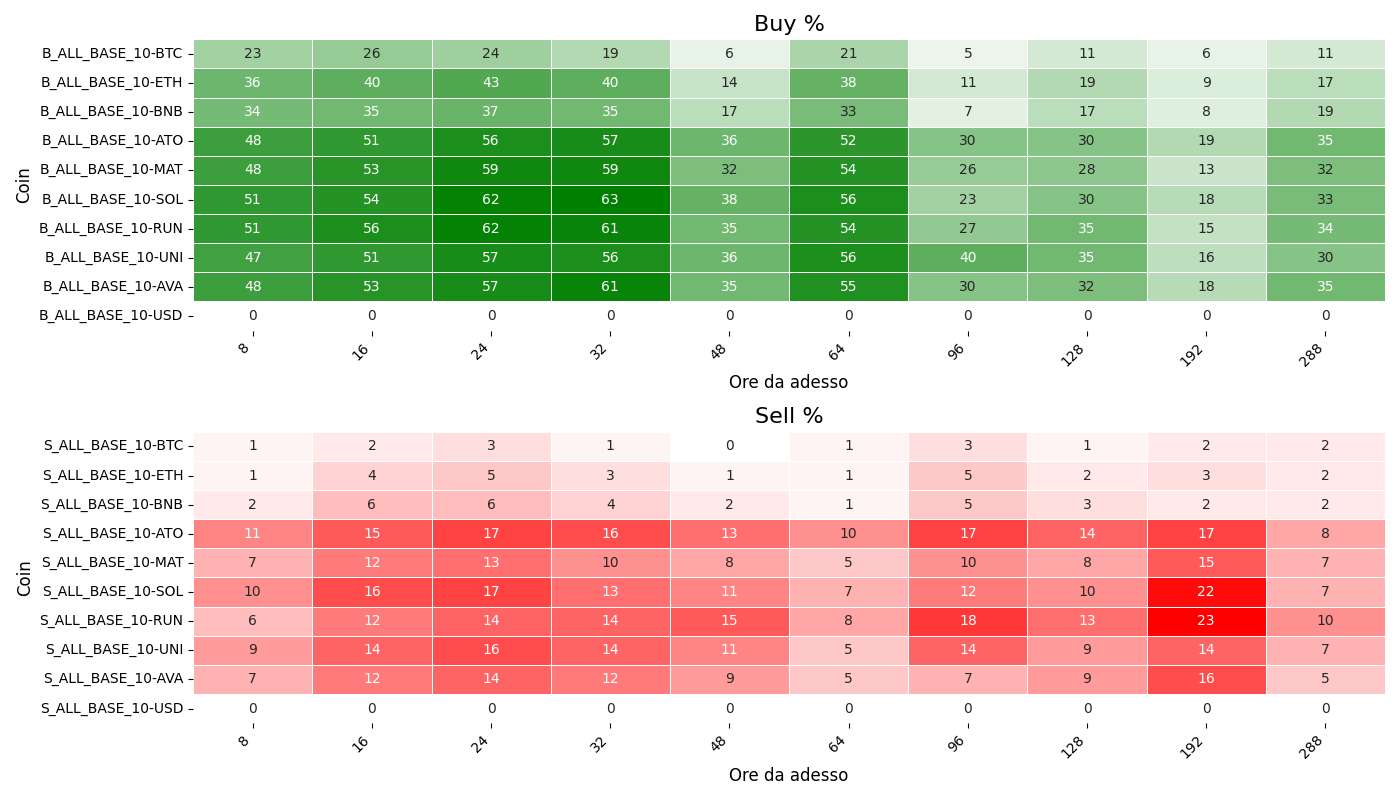 Buy %
Coin
B_ALL_BASE_10-BTC 23 26 24 19 6 21 5 11 6 11
B_ALL_BASE_10-ETH 36 40 43 40 14 38 11 19 9 17
B_ALL_BASE_10-BNB 34 35 37 35 17 33 7 17 8 19
B_ALL_BASE_10-ATO 48 51 56 57 36 52 30 30 19 35
B_ALL_BASE_10-MAT 48 53 59 59 32 54 26 28 13 32
B_ALL_BASE_10-SOL 51 54 62 63 38 56 23 30 18 33
B_ALL_BASE_10-RUN 51 56 62 61 35 54 27 35 15 34
B_ALL_BASE_10-UNI 47 51 57 56 36 56 40 35 16 30
B_ALL_BASE_10-AVA 48 53 57 61 35 55 30 32 18 35
B_ALL_BASE_10-USD 0 0 0 0 0 0 0 0 0 0
8 16 24 32 48 64 96 128 192 288
Ore da adesso
Sell %
Coin
S_ALL_BASE_10-BTC 1 2 3 1 0 1 3 1 2 2
S_ALL_BASE_10-ETH 1 4 5 3 1 1 5 2 3 2
S_ALL_BASE_10-BNB 2 6 6 4 2 1 5 3 2 2
S_ALL_BASE_10-ATO 11 15 17 16 13 10 17 14 17 8
S_ALL_BASE_10-MAT 7 12 13 10 8 5 10 8 15 7
S_ALL_BASE_10-SOL 10 16 17 13 11 7 12 10 22 7
S_ALL_BASE_10-RUN 6 12 14 14 15 8 18 13 23 10
S_ALL_BASE_10-UNI 9 14 16 14 11 5 14 9 14 7
S_ALL_BASE_10-AVA 7 12 14 12 9 5 7 9 16 5
S_ALL_BASE_10-USD 0 0 0 0 0 0 0 0 0 0
8 16 24 32 48 64 96 128 192 288
Ore da adesso